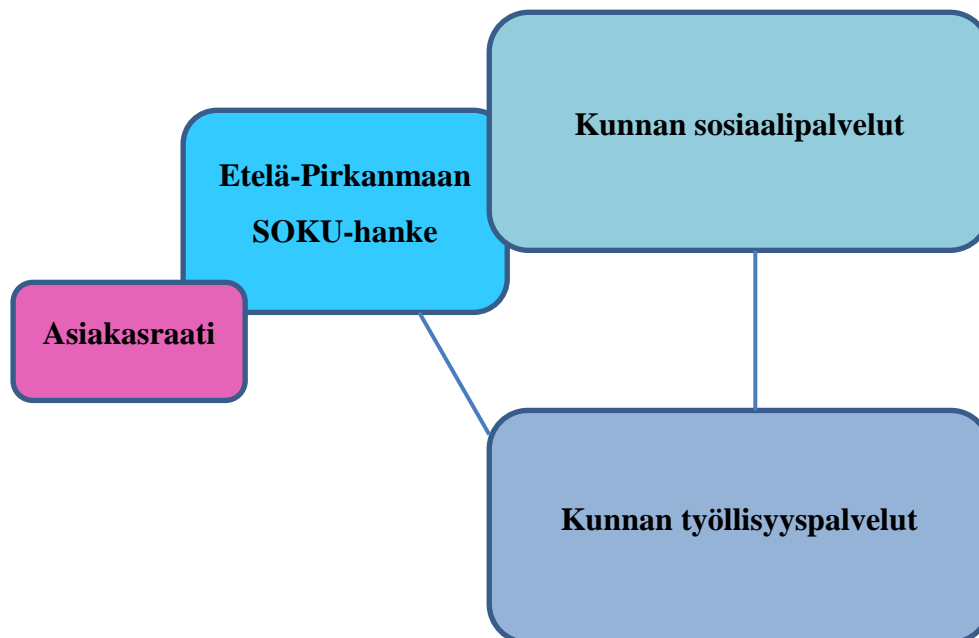 Kunnan sosiaalipalvelut
Etelä-Pirkanmaan
SOKU-hanke
Asiakasraati
Kunnan työllisyyspalvelut